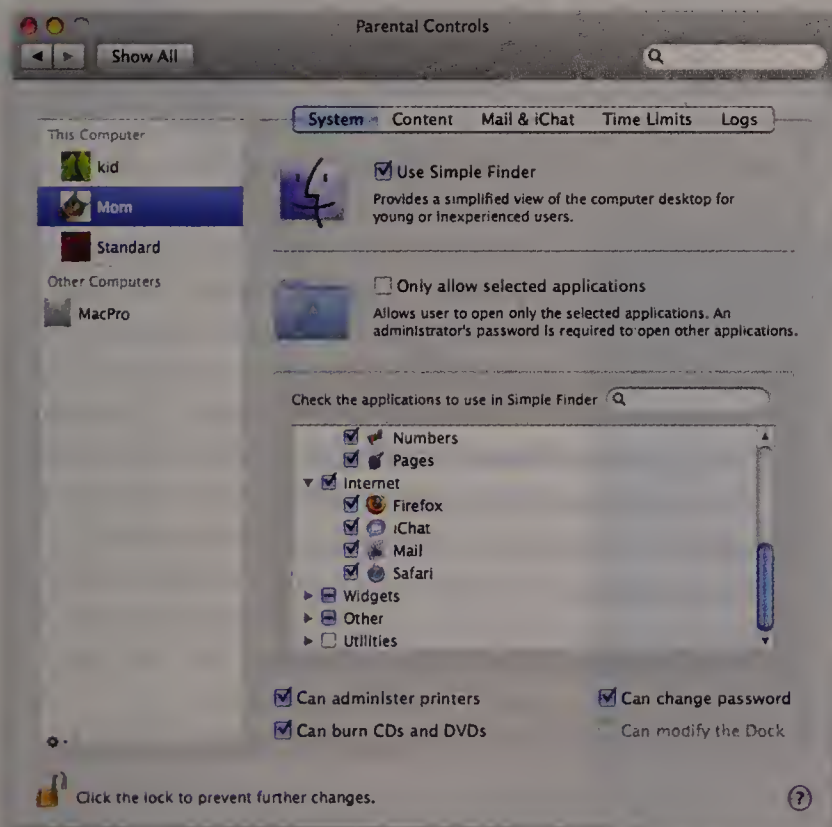 Parental Controls
Show All
System Content Mail & iChat Time Limits Logs
This Computer
kid
Mom
Standard
Other Computers
MacPro
Use Simple Finder
Provides a simplified view of the computer desktop for
young or inexperienced users.
Only allow selected applications
Allows user to open only the selected applications. An
administrator's password is required to open other applications.
Check the applications to use in Simple Finder
Numbers
Pages
Internet
Firefox
iChat
Mail
Safari
Widgets
Other
Utilities
Can administer printers
Can change password
Can burn CDs and DVDs
Can modify the Dock
Click the lock to prevent further changes.
?